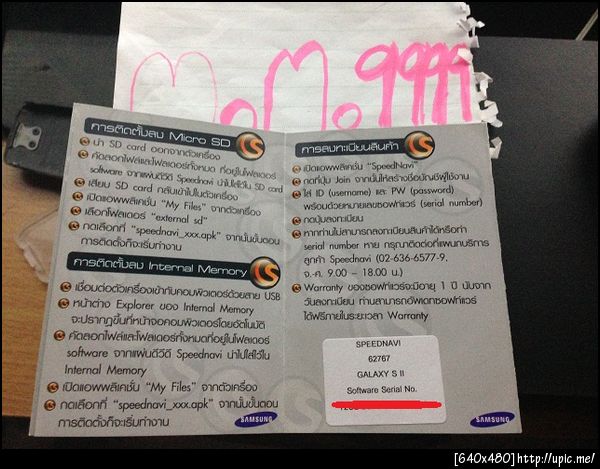 M.M.9999
การติดตั้งลง Micro SD
นำ SD card ออกจากตัวเครื่อง
คัดลอกไฟล์และโฟลเดอร์ทั้งหมด ที่อยู่ในโฟลเดอร์
software จากแผ่นดีวีดี Speednavi นำไปใส่ไว้ใน SD card
เสียบ SD card กลับเข้าไปในตัวเครื่อง
เปิดแอพพลิเคชั่น "My Files" จากตัวเครื่อง
เลือกโฟลเดอร์ "external sd"
กดเลือกที่ "speednavi_xxx.apk" จากนั้นขั้นตอน
การติดตั้งก็จะเริ่มทำงาน
การติดตั้งลง Internal Memory
เชื่อมต่อตัวเครื่องเข้ากับคอมพิวเตอร์ด้วยสาย USB
หน้าต่าง Explorer ของ Internal Memory
จะปรากฏขึ้นที่หน้าจอคอมพิวเตอร์โดยอัตโนมัติ
คัดลอกไฟล์และโฟลเดอร์ทั้งหมดที่อยู่ในโฟลเดอร์
software จากแผ่นดีวีดี Speednavi นำไปใส่ไว้ใน
Internal Memory
เปิดแอพพลิเคชั่น "My Files" จากตัวเครื่อง
กดเลือกที่ "speednavi_xxx.apk" จากนั้นขั้นตอน
การติดตั้งก็จะเริ่มทำงาน
SAMSUNG
การลงทะเบียนสินค้า
เปิดแอพพลิเคชั่น "SpeedNavi"
กดที่ปุ่ม Join จากนั้นให้สร้างชื่อบัญชีผู้ใช้งาน
ใส่ ID (username) และ PW (password)
พร้อมด้วยหมายเลขซอฟท์แวร์ (serial number)
กดปุ่มลงทะเบียน
หากท่านไม่สามารถลงทะเบียนสินค้าได้หรือทำ
serial number หาย กรุณาติดต่อที่แผนกบริการ
ลูกค้า Speednavi (02-636-6577-9,
จ.-ศ. 9.00 – 18.00 น.)
Warranty ของซอฟท์แวร์จะมีอายุ 1 ปี นับจาก
วันลงทะเบียน ท่านสามารถอัพเดทซอฟท์แวร์
ได้ฟรีภายในระยะเวลา Warranty
SPEEDNAVI
62767
GALAXY S II
Software Serial No.
SAMSUNG
[640x480]http://upic.me/